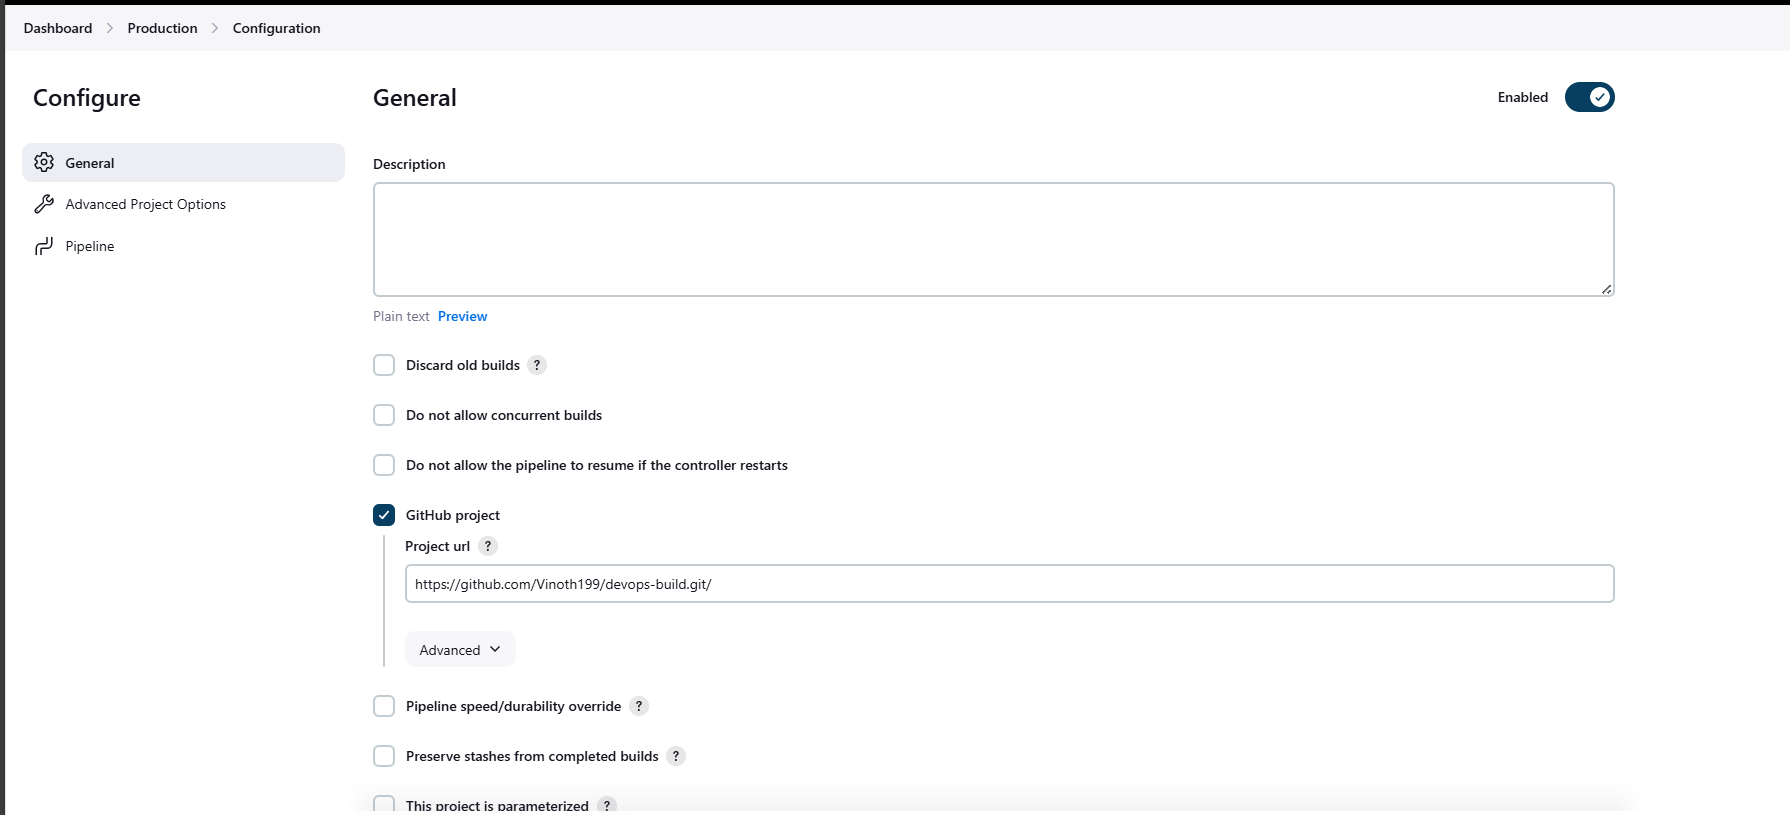 Dashboard
Production
Configuration
Configure
General
Advanced Project Options
Pipeline
General
Enabled
Description
Plain text Preview
Discard old builds ?
Do not allow concurrent builds
Do not allow the pipeline to resume if the controller restarts
GitHub project
Project url ?
https://github.com/Vinoth199/devops-build.git/
Advanced
Pipeline speed/durability override ?
Preserve stashes from completed builds ?
This project is parameterized ?